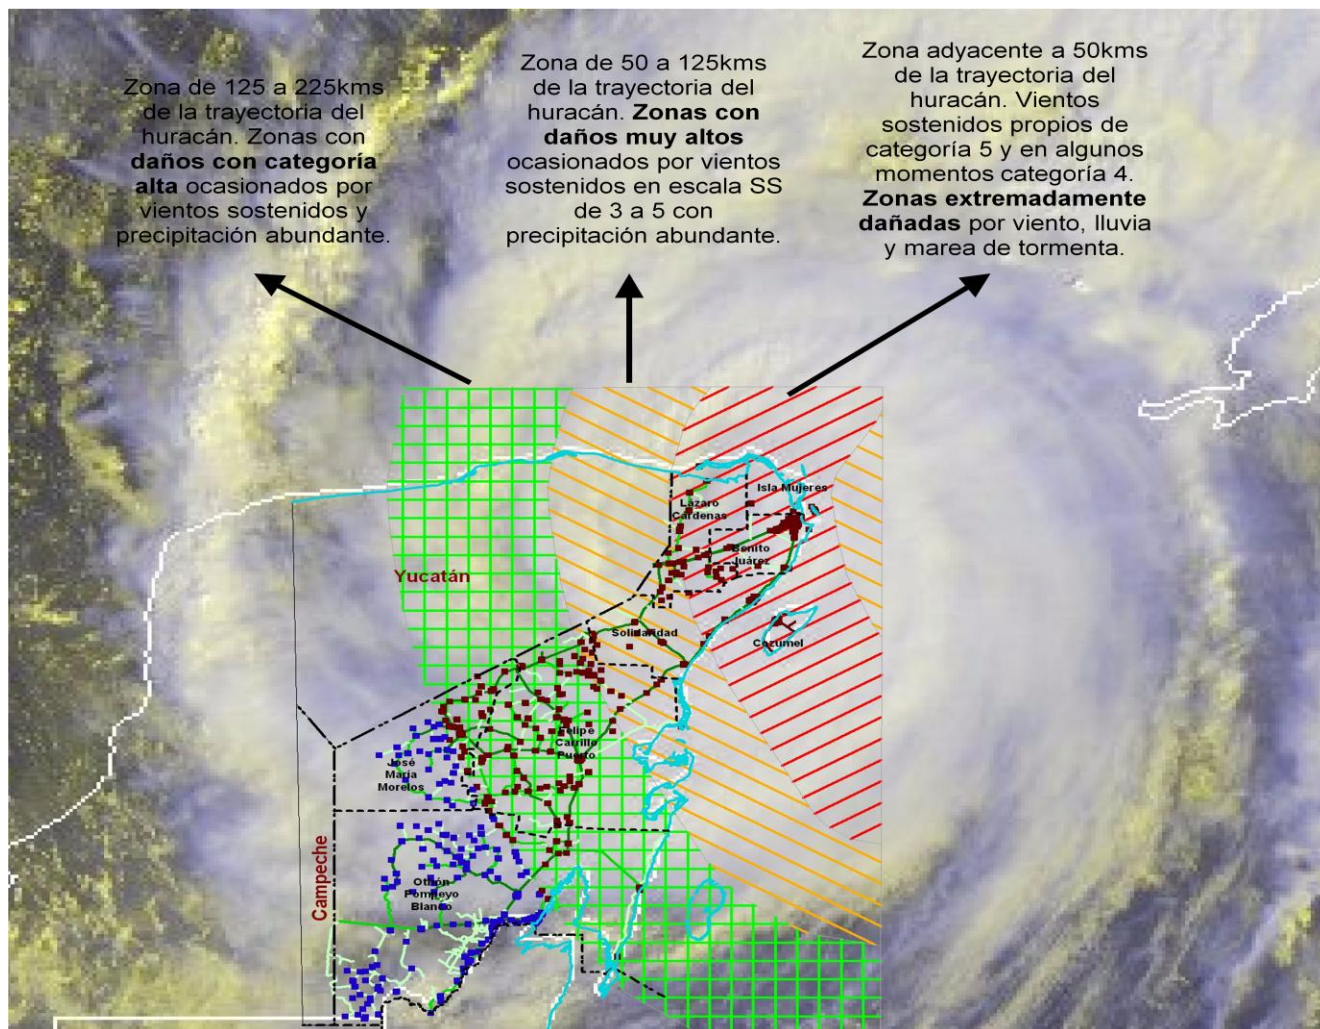 Zona de 125 a 225kms
de la trayectoria del
huracán. Zonas con
daños con categoría
alta ocasionados por
vientos sostenidos y
precipitación abundante.
Zona de 50 a 125kms
de la trayectoria del
huracán. Zonas con
daños muy altos
ocasionados por vientos
sostenidos en escala SS
de 3 a 5 con
precipitación abundante.
Zona adyacente a 50kms
de la trayectoria del
huracán. Vientos
sostenidos propios de
categoría 5 y en algunos
momentos categoría 4.
Zonas extremadamente
dañadas por viento, lluvia
y marea de tormenta.
Isla Mujeres
Lázaro
Cárdenas
Benito
Juárez
Yucatán
Solidaridad
Cozumel
Felipe
Carrillo
Puerto
José
María
Morelos
Othón
Pompeyo
Blanco
Campeche